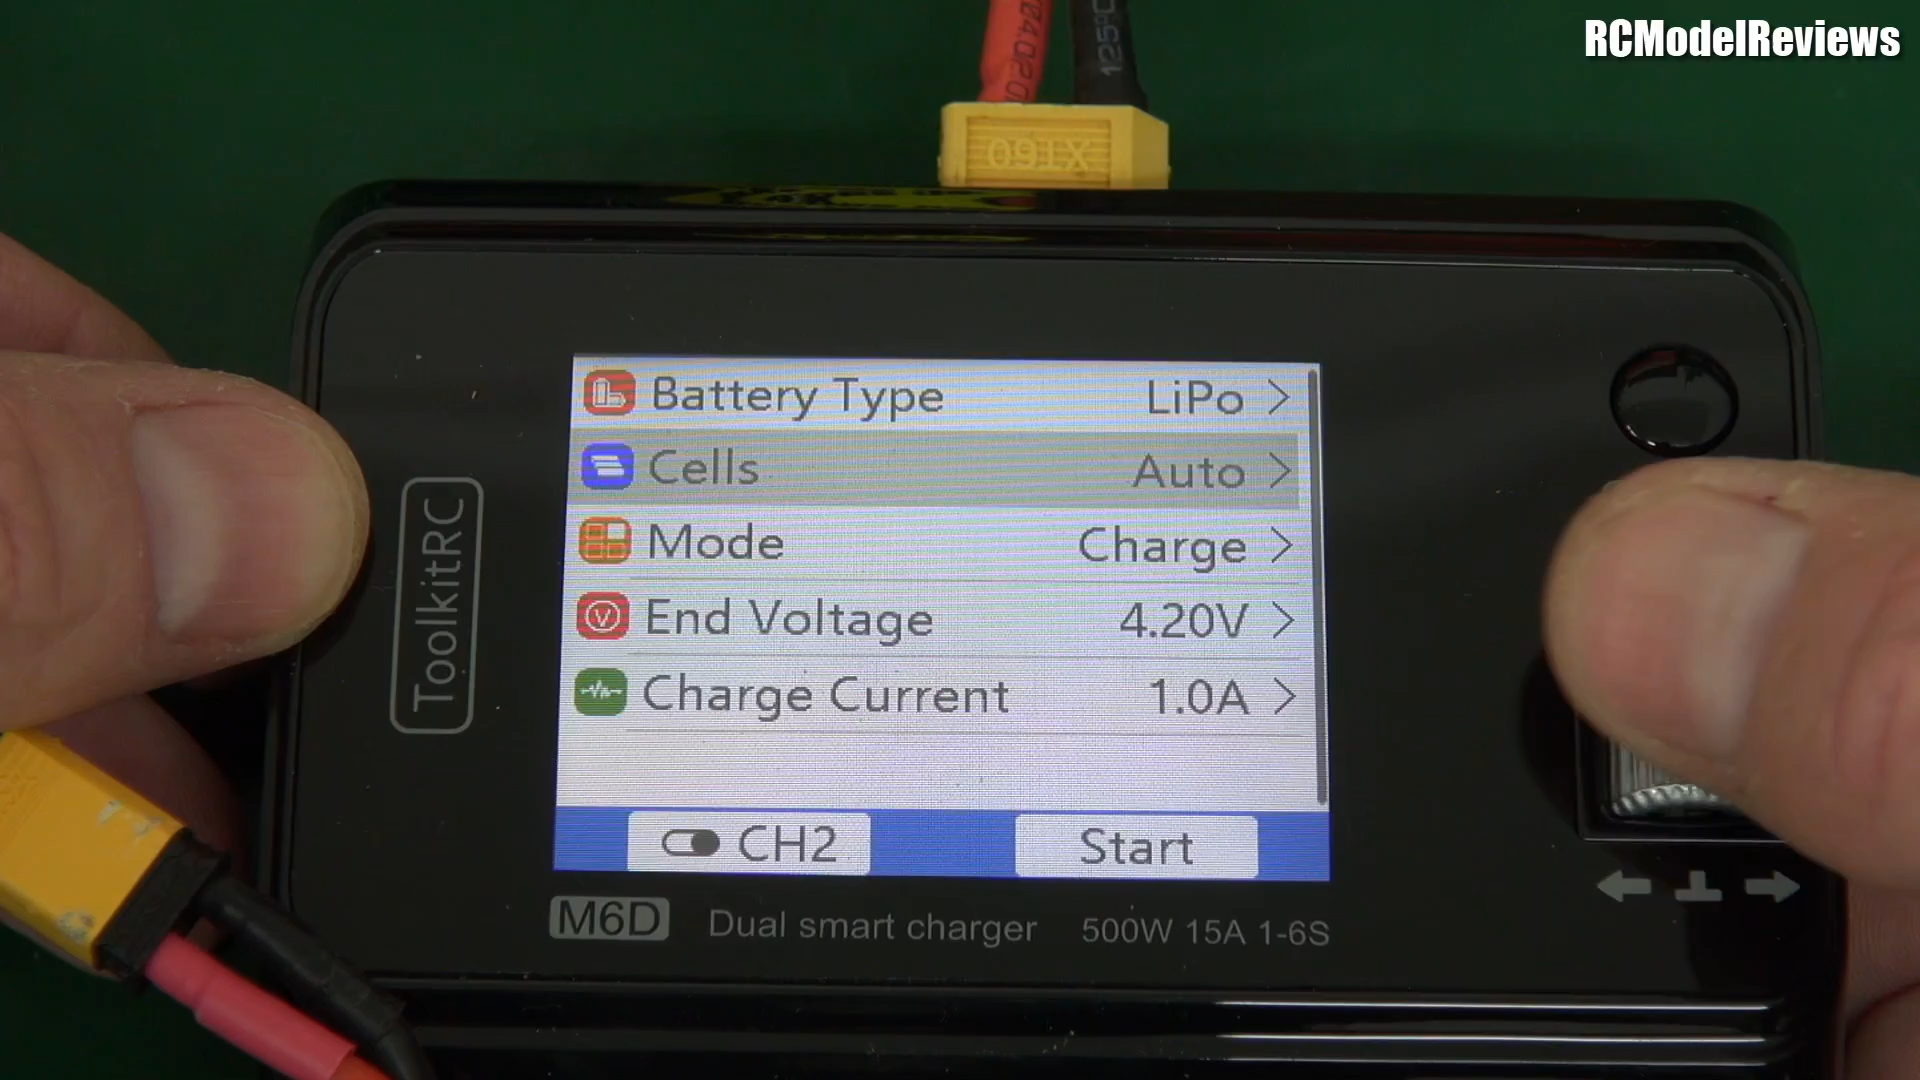 RCModelReviews
125°C
XT60
ToolkitRC
Battery Type LiPo >
Cells Auto >
Mode Charge >
End Voltage 4.20V >
Charge Current 1.0A >
CH2 Start
M6D Dual smart charger 500W 15A 1-6S